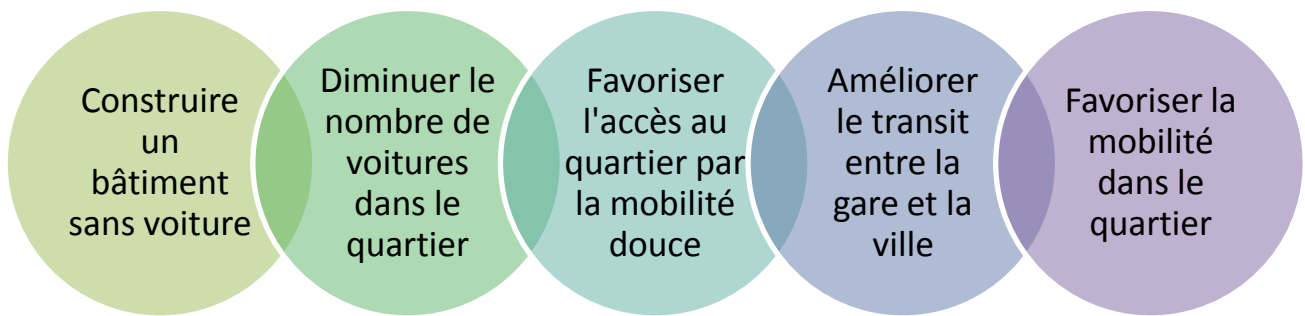 Construire
un
bâtiment
sans voiture
Diminuer le
nombre de
voitures
dans le
quartier
Favoriser
l'accès au
quartier par
la mobilité
douce
Améliorer
le transit
entre la
gare et la
ville
Favoriser la
mobilité
dans le
quartier